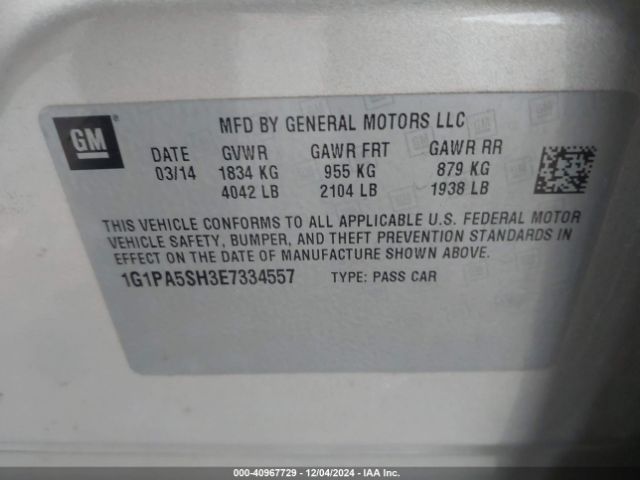 GM
MFD BY GENERAL MOTORS LLC
DATE GVWR GAWR FRT GAWR RR
03/14 1834 KG 955 KG 879 KG
4042 LB 2104 LB 1938 LB
THIS VEHICLE CONFORMS TO ALL APPLICABLE U.S. FEDERAL MOTOR
VEHICLE SAFETY, BUMPER, AND THEFT PREVENTION STANDARDS IN
EFFECT ON THE DATE OF MANUFACTURE SHOWN ABOVE.
1G1PA5SH3E7334557 TYPE: PASS CAR
000-40967729 - 12/04/2024 - IAA Inc.